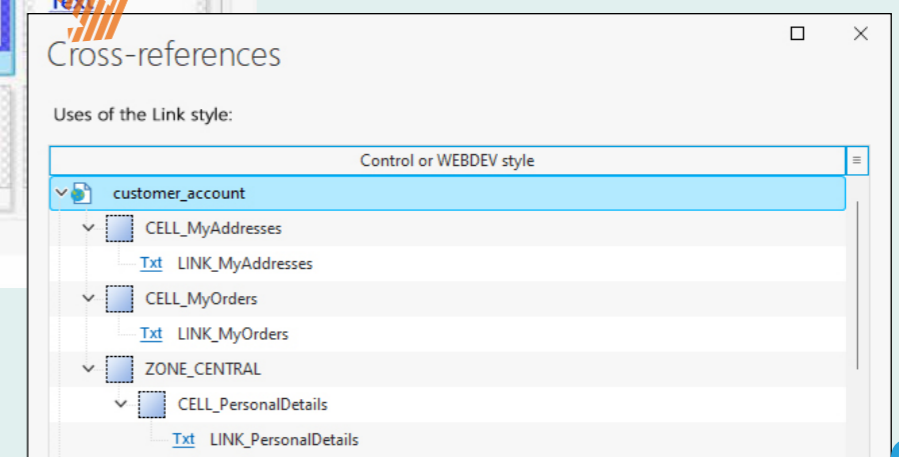 Text
Cross-references
Uses of the Link style:
Control or WEBDEV style
customer_account
CELL_MyAddresses
Txt LINK_MyAddresses
CELL_MyOrders
Txt LINK_MyOrders
ZONE_CENTRAL
CELL_PersonalDetails
Txt LINK_PersonalDetails